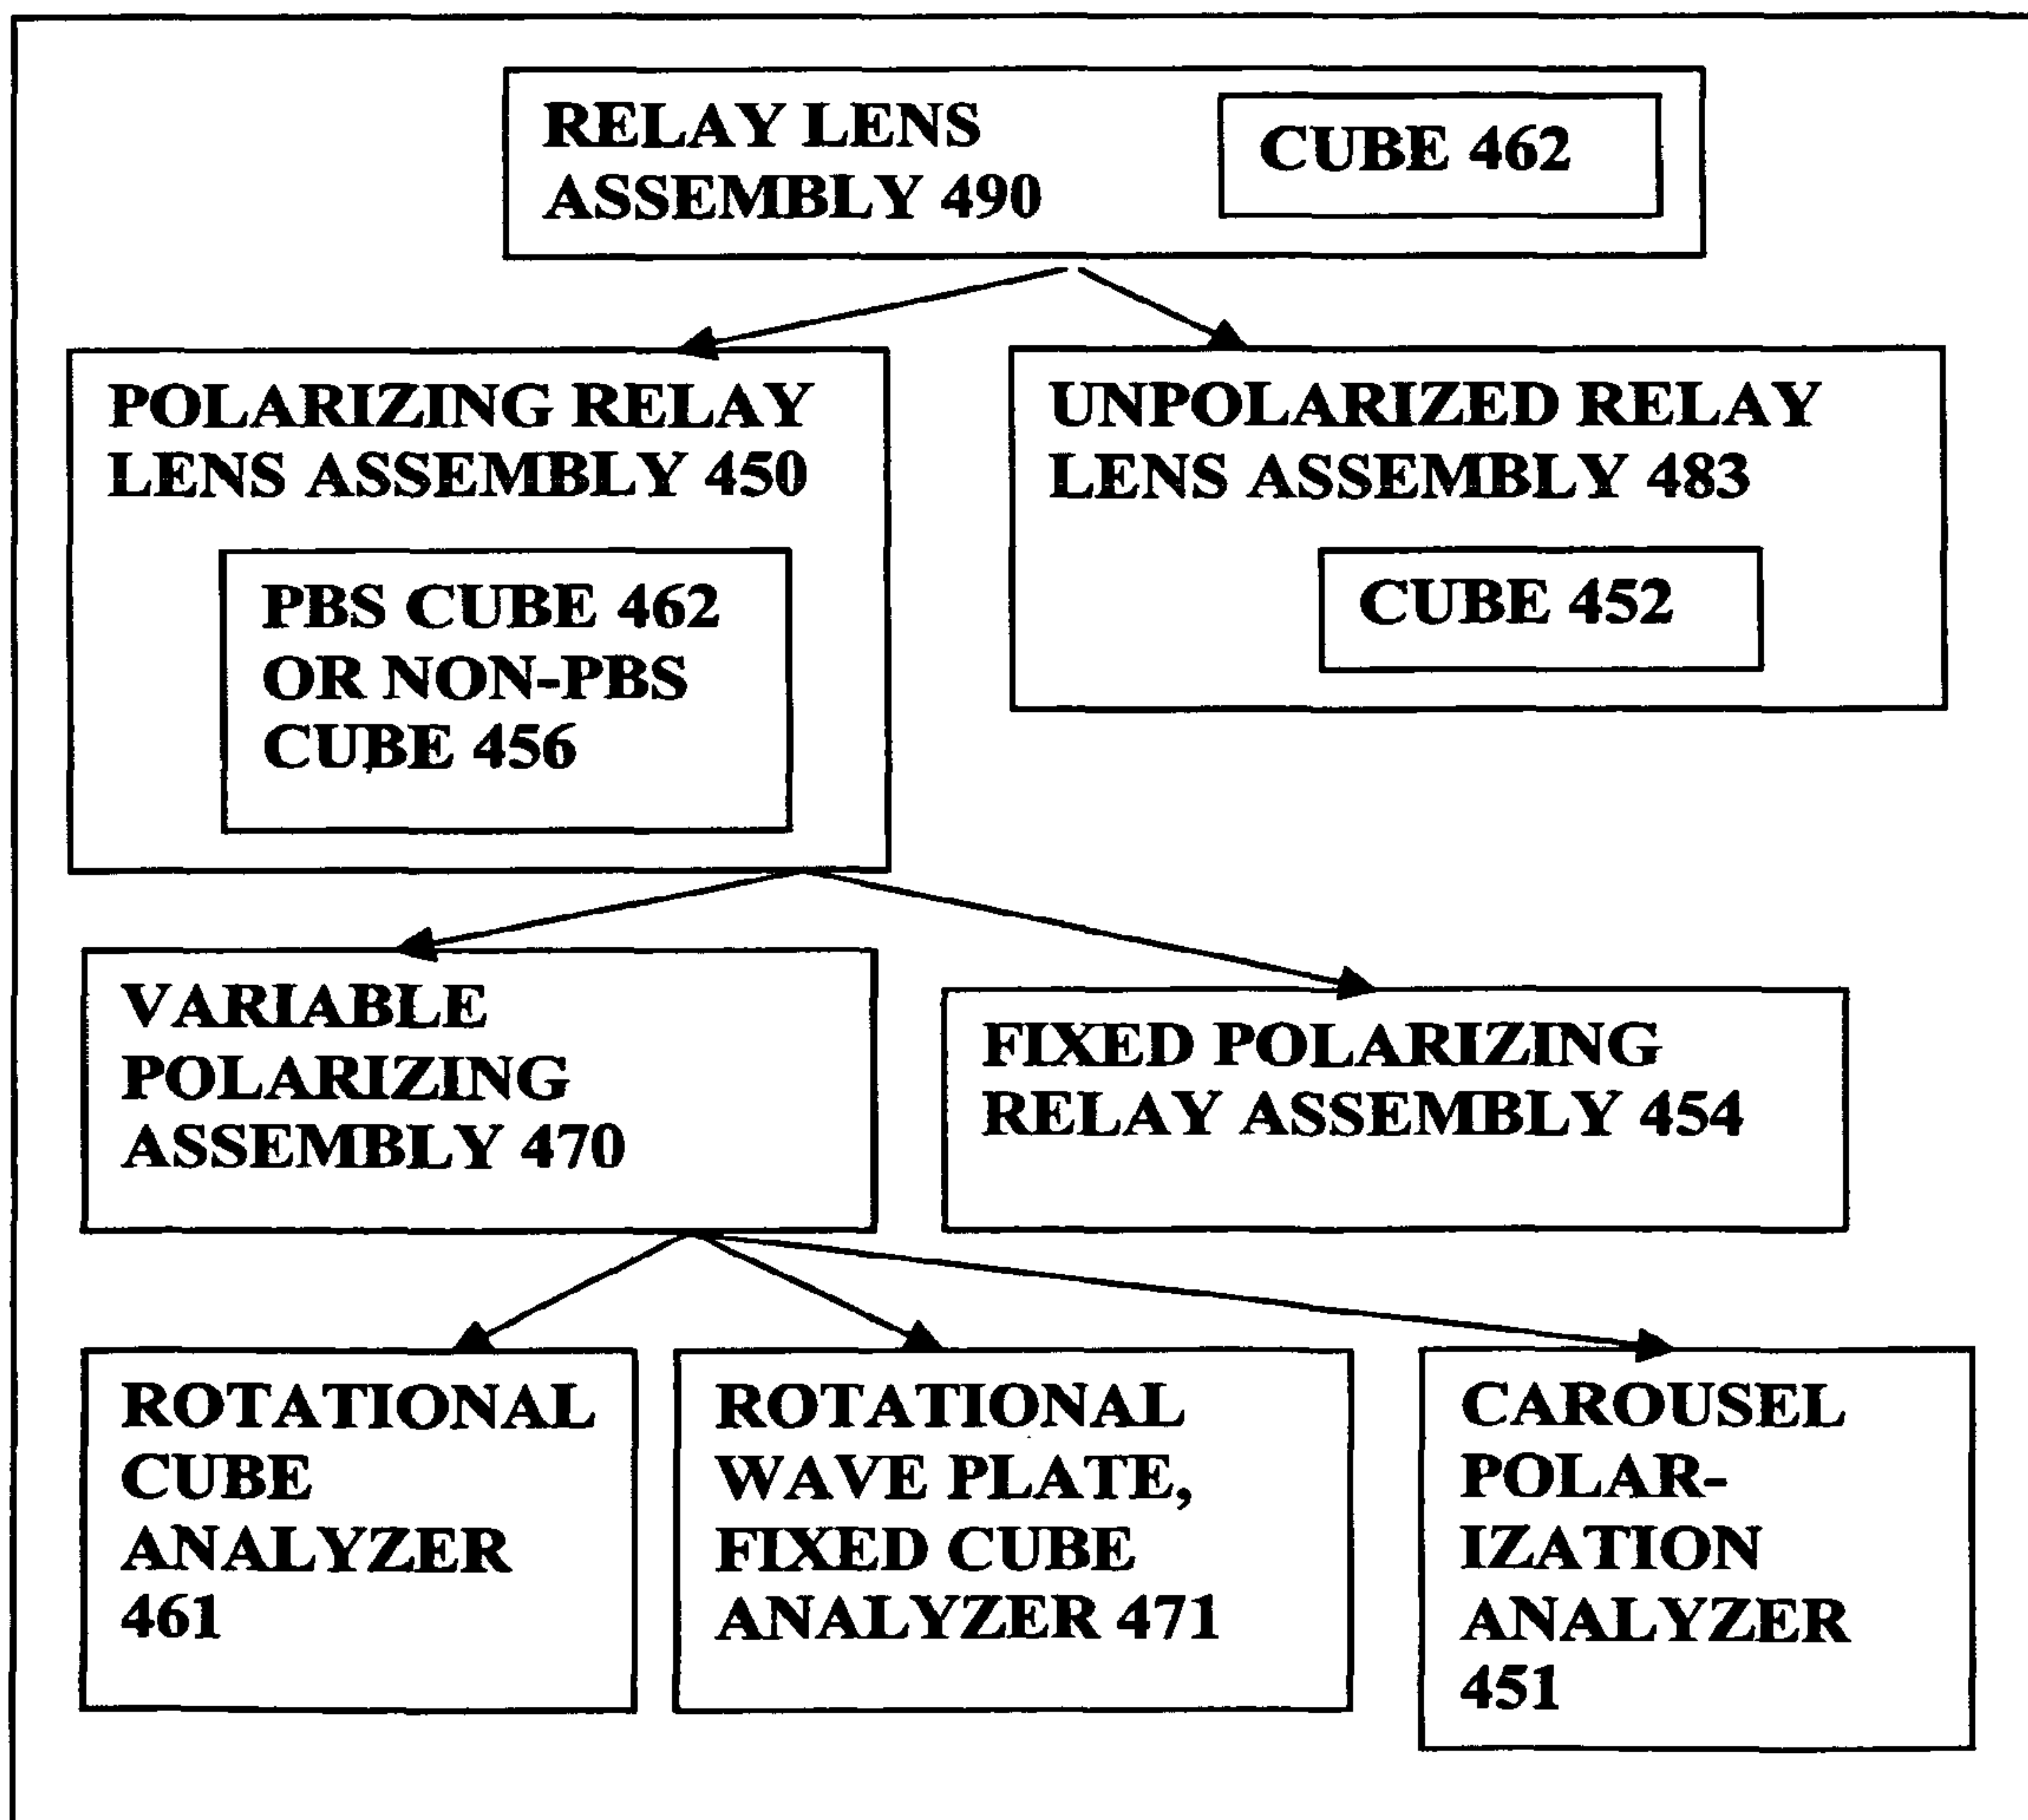 RELAY LENS
ASSEMBLY 490
CUBE 462
POLARIZING RELAY
LENS ASSEMBLY 450
PBS CUBE 462
OR NON-PBS
CUBE 456
UNPOLARIZED RELAY
LENS ASSEMBLY 483
CUBE 452
VARIABLE
POLARIZING
ASSEMBLY 470
FIXED POLARIZING
RELAY ASSEMBLY 454
ROTATIONAL
CUBE
ANALYZER
461
ROTATIONAL
WAVE PLATE,
FIXED CUBE
ANALYZER 471
CAROUSEL
POLAR-
IZATION
ANALYZER
451